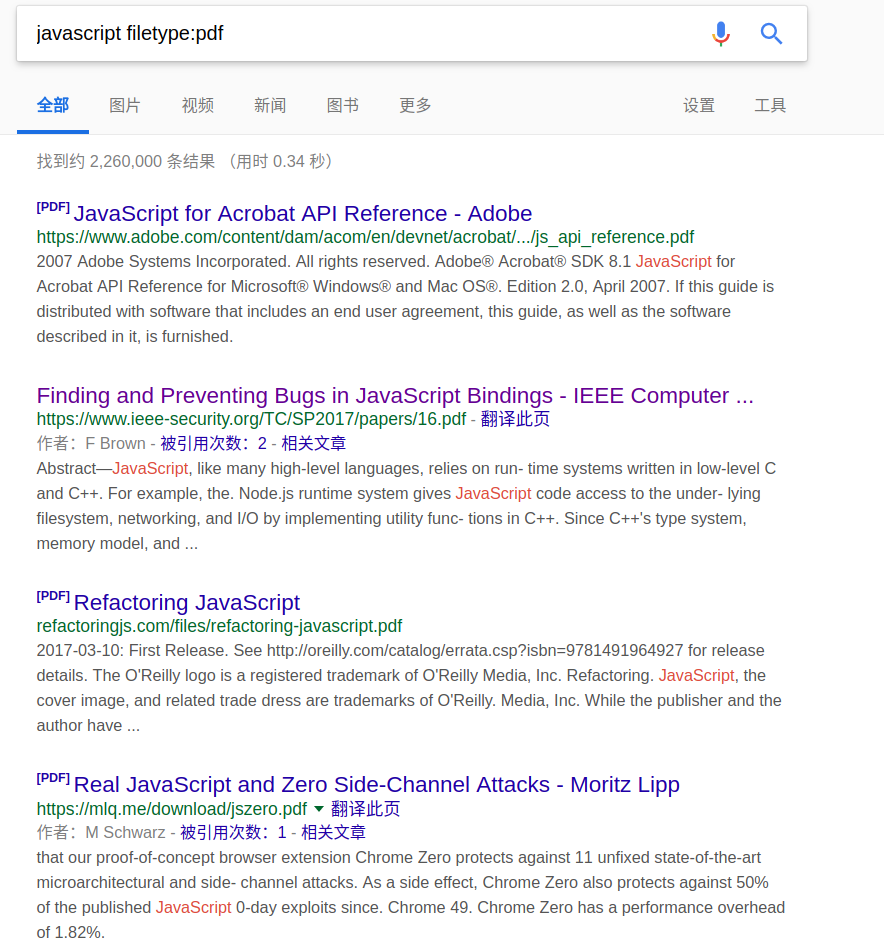 javascript filetype:pdf
全部 图片 视频 新闻 图书 更多 设置 工具
找到约 2,260,000 条结果 （用时 0.34 秒）
[PDF] JavaScript for Acrobat API Reference - Adobe
https://www.adobe.com/content/dam/acom/en/devnet/acrobat/.../js_api_reference.pdf
2007 Adobe Systems Incorporated. All rights reserved. Adobe® Acrobat® SDK 8.1 JavaScript for
Acrobat API Reference for Microsoft® Windows® and Mac OS®. Edition 2.0, April 2007. If this guide is
distributed with software that includes an end user agreement, this guide, as well as the software
described in it, is furnished.
Finding and Preventing Bugs in JavaScript Bindings - IEEE Computer ...
https://www.ieee-security.org/TC/SP2017/papers/16.pdf - 翻译此页
作者：F Brown - 被引用次数：2 - 相关文章
Abstract—JavaScript, like many high-level languages, relies on run- time systems written in low-level C
and C++. For example, the. Node.js runtime system gives JavaScript code access to the under- lying
filesystem, networking, and I/O by implementing utility func- tions in C++. Since C++'s type system,
memory model, and ...
[PDF] Refactoring JavaScript
refactoringjs.com/files/refactoring-javascript.pdf
2017-03-10: First Release. See http://oreilly.com/catalog/errata.csp?isbn=9781491964927 for release
details. The O'Reilly logo is a registered trademark of O'Reilly Media, Inc. Refactoring. JavaScript, the
cover image, and related trade dress are trademarks of O'Reilly. Media, Inc. While the publisher and the
author have ...
[PDF] Real JavaScript and Zero Side-Channel Attacks - Moritz Lipp
https://mlq.me/download/jszero.pdf 翻译此页
作者：M Schwarz - 被引用次数：1 - 相关文章
that our proof-of-concept browser extension Chrome Zero protects against 11 unfixed state-of-the-art
microarchitectural and side- channel attacks. As a side effect, Chrome Zero also protects against 50%
of the published JavaScript 0-day exploits since. Chrome 49. Chrome Zero has a performance overhead
of 1.82%.